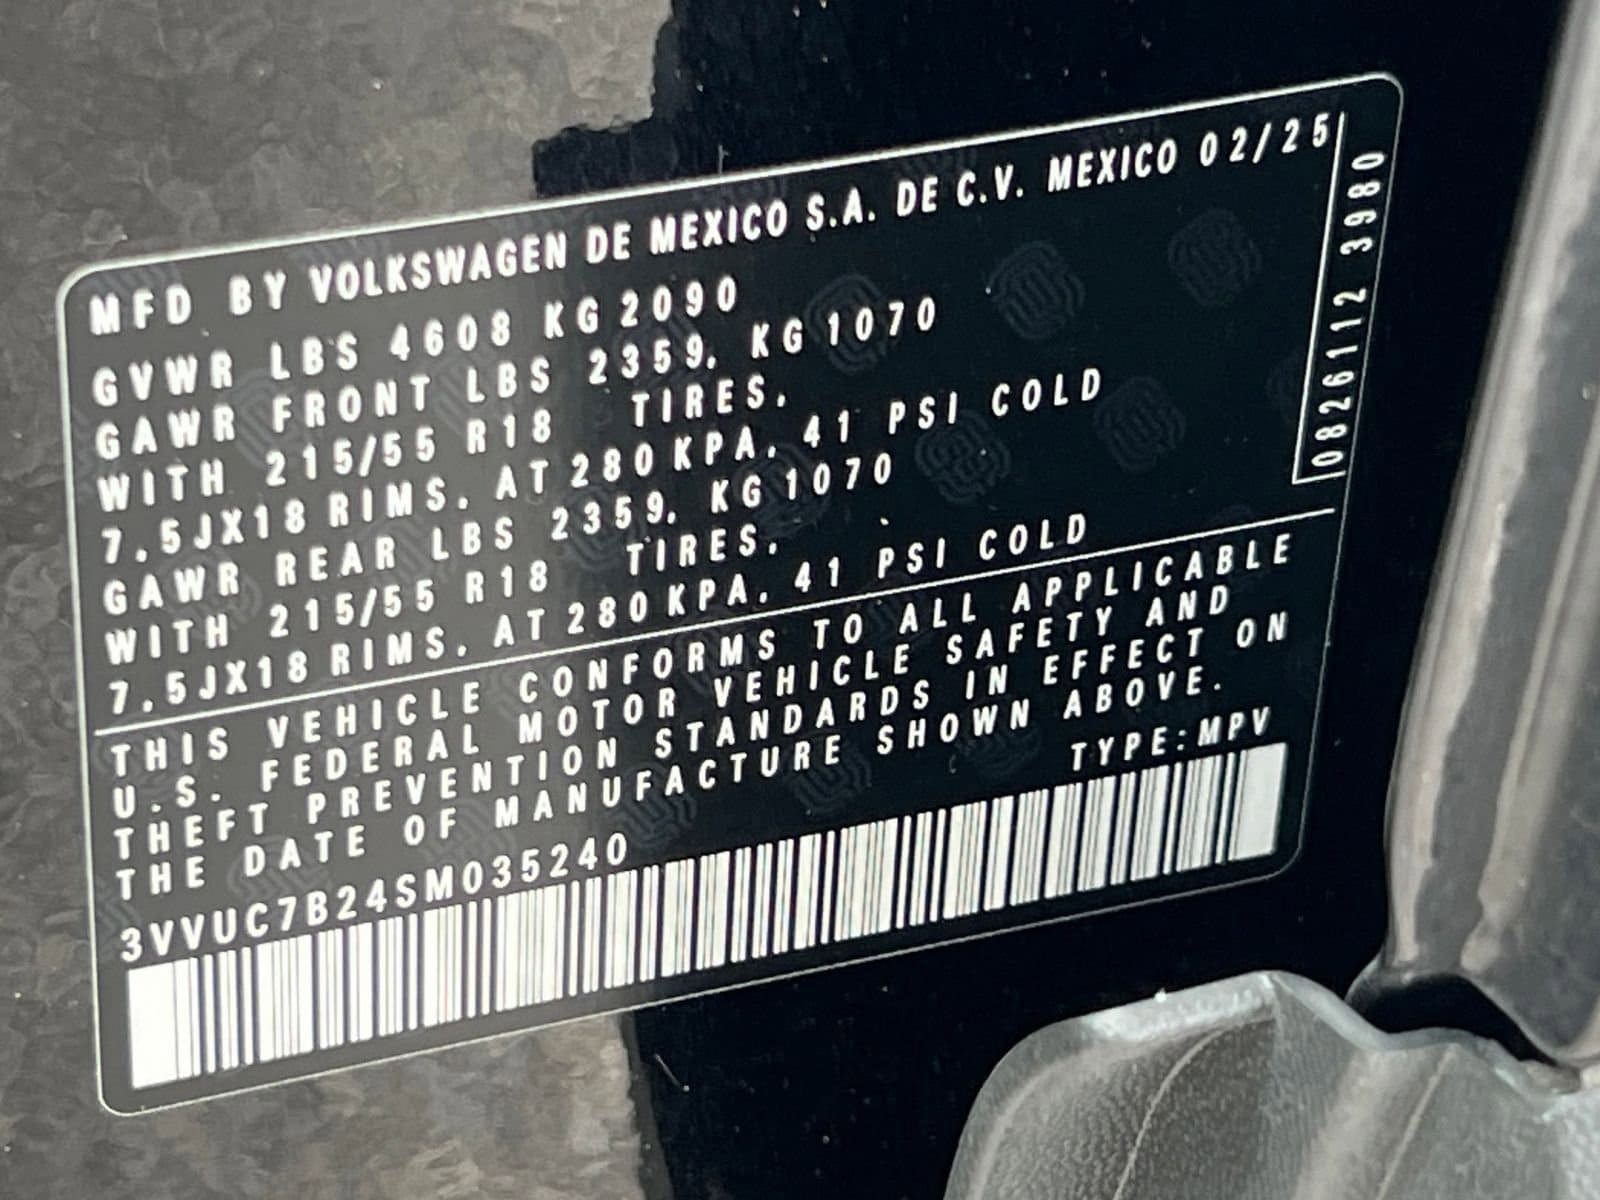 MFD BY VOLKSWAGEN DE MEXICO S.A. DE C.V. MEXICO 02/25
GVWR LBS 4608 KG 2090
GAWR FRONT LBS 2359. KG 1070
WITH 215/55 R18 TIRES.
7.5JX18 RIMS. AT 280 KPA. 41 PSI COLD
GAWR REAR LBS 2359. KG 1070
WITH 215/55 R18 TIRES.
7.5JX18 RIMS. AT 280 KPA. 41 PSI COLD
0826112 3980
THIS VEHICLE CONFORMS TO ALL APPLICABLE
U.S. FEDERAL MOTOR VEHICLE SAFETY AND
THEFT PREVENTION STANDARDS IN EFFECT ON
THE DATE OF MANUFACTURE SHOWN ABOVE.
3VVUC7B24SM035240 TYPE:MPV